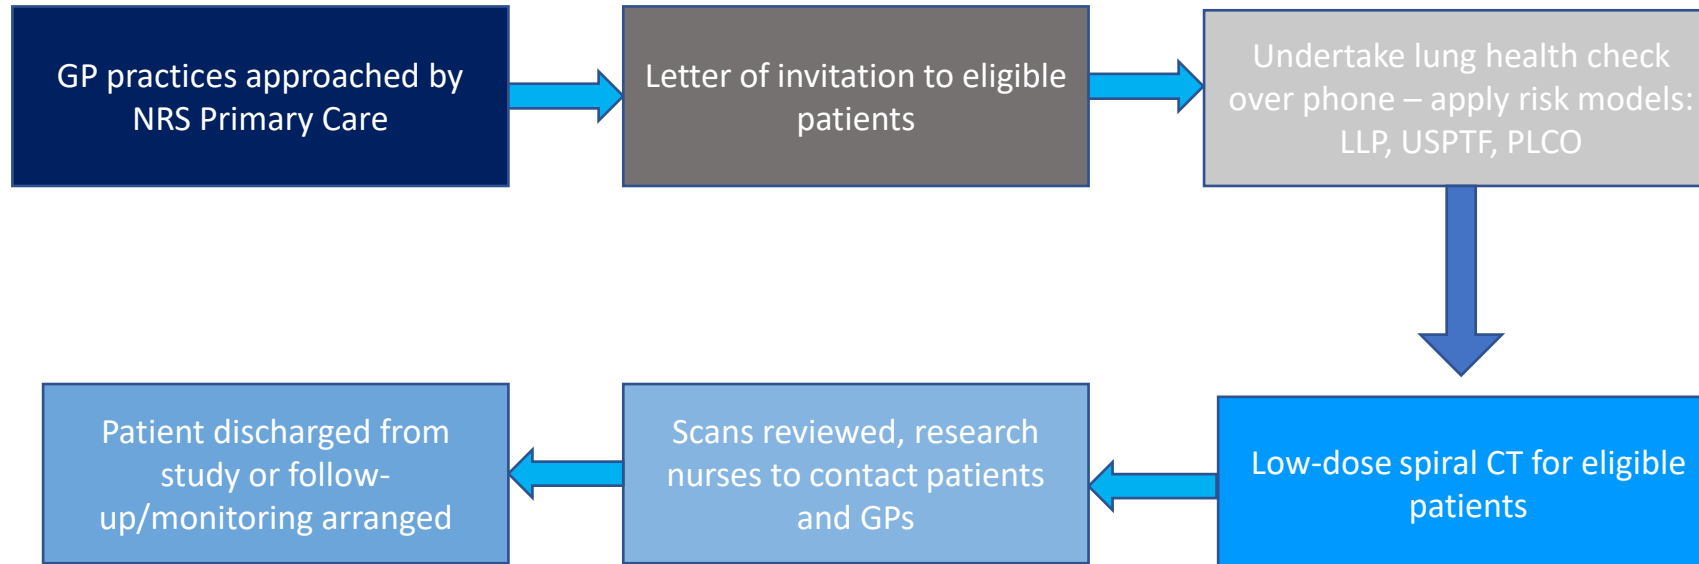 GP practices approached by
NRS Primary Care
Letter of invitation to eligible
patients
Undertake lung health check
over phone – apply risk models:
LLP, USPTF, PLCO
Low-dose spiral CT for eligible
patients
Scans reviewed, research
nurses to contact patients
and GPs
Patient discharged from
study or follow-
up/monitoring arranged